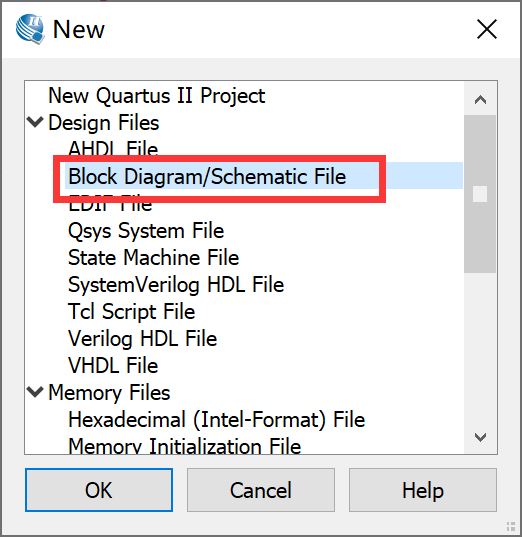 New
New Quartus II Project
Design Files
AHDL File
Block Diagram/Schematic File
EDIF File
Qsys System File
State Machine File
SystemVerilog HDL File
Tcl Script File
Verilog HDL File
VHDL File
Memory Files
Hexadecimal (Intel-Format) File
Memory Initialization File
OK
Cancel
Help